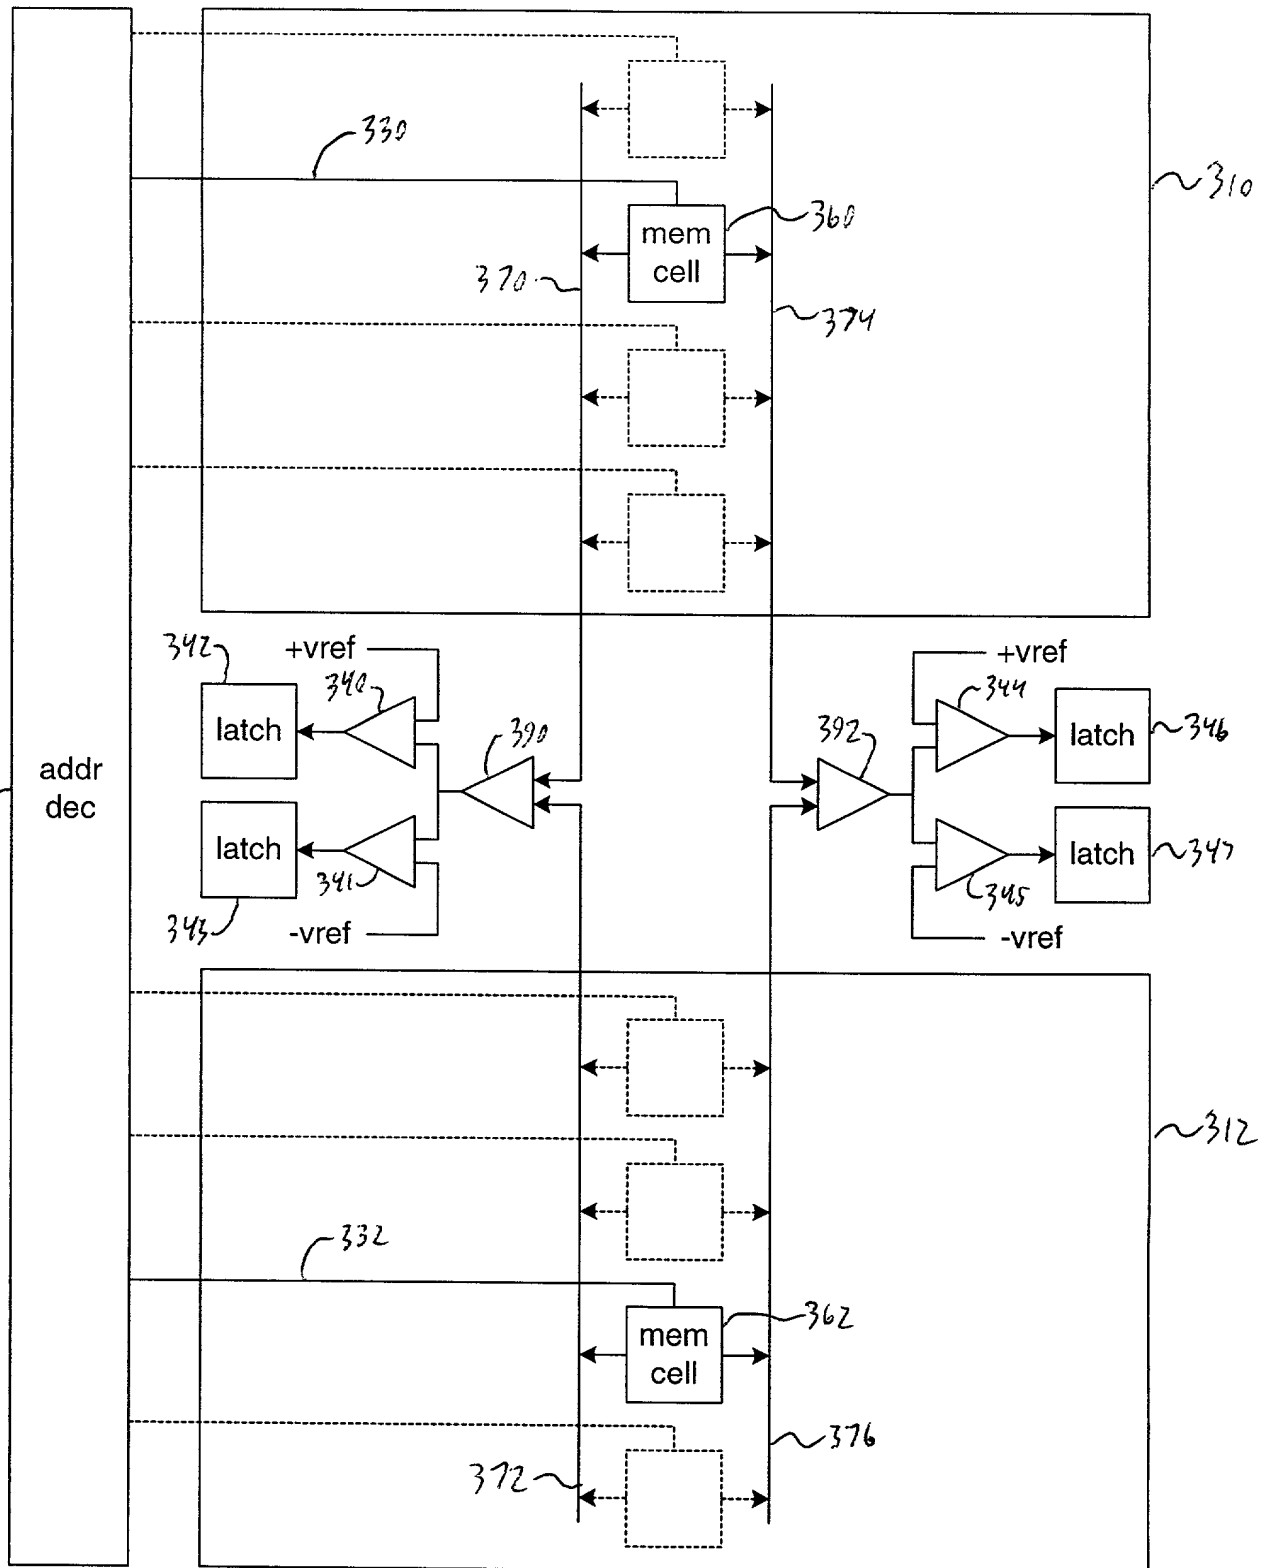 330
310
360
mem
cell
370
374
342
+vref
340
latch
390
addr
dec
latch
341
343
-vref
+vref
344
392
latch
346
latch
347
345
-vref
312
332
362
mem
cell
376
372